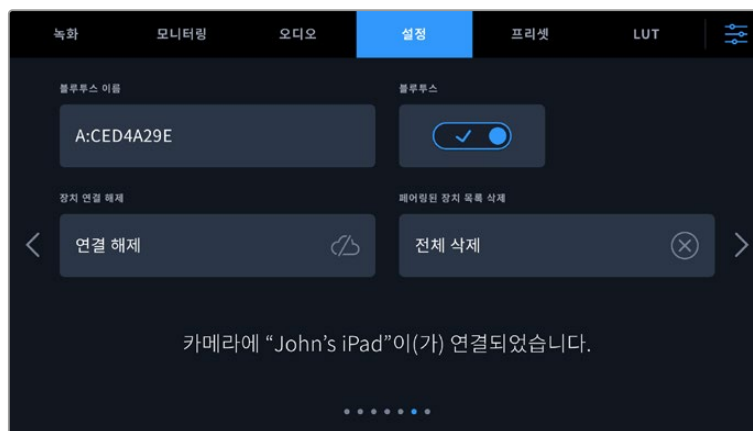 녹화 모니터링 오디오 설정 프리셋 LUT
블루투스 이름 블루투스
A:CED4A29E
장치 연결 해제 페어링된 장치 목록 삭제
연결 해제 전체 삭제
카메라에 “John’s iPad”이(가) 연결되었습니다.